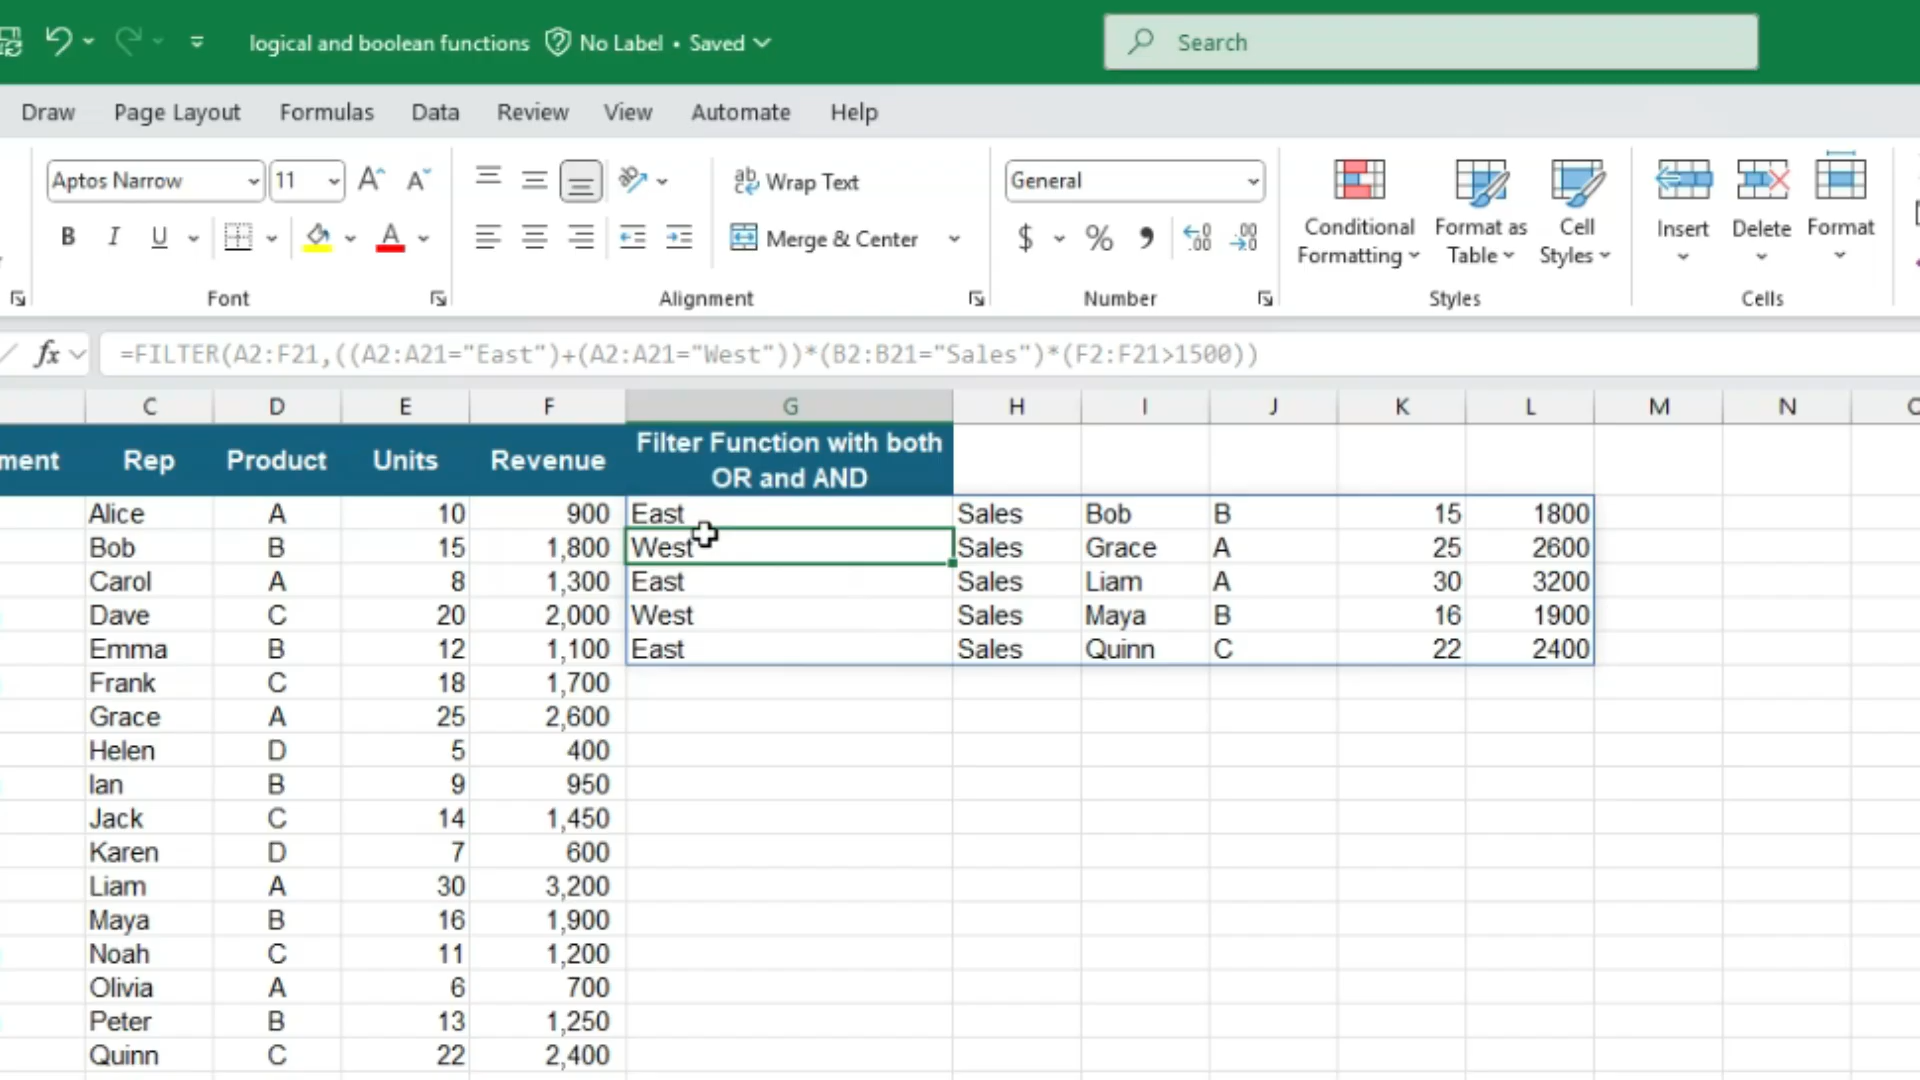 logical and boolean functions No Label • Saved
Search
Draw Page Layout Formulas Data Review View Automate Help
Aptos Narrow 11
Wrap Text
General
B I U
Merge & Center
$ % 
Conditional Formatting
Format as Table
Cell Styles
Insert Delete Format
Font Alignment Number Styles Cells
fx =FILTER(A2:F21,((A2:A21="East")+(A2:A21="West"))*(B2:B21="Sales")*(F2:F21>1500))
C D E F G H I J K L M N
ment Rep Product Units Revenue Filter Function with both
OR and AND
Alice A 10 900 East Sales Bob B 15 1800
Bob B 15 1,800 West Sales Grace A 25 2600
Carol A 8 1,300 East Sales Liam A 30 3200
Dave C 20 2,000 West Sales Maya B 16 1900
Emma B 12 1,100 East Sales Quinn C 22 2400
Frank C 18 1,700
Grace A 25 2,600
Helen D 5 400
Ian B 9 950
Jack C 14 1,450
Karen D 7 600
Liam A 30 3,200
Maya B 16 1,900
Noah C 11 1,200
Olivia A 6 700
Peter B 13 1,250
Quinn C 22 2,400